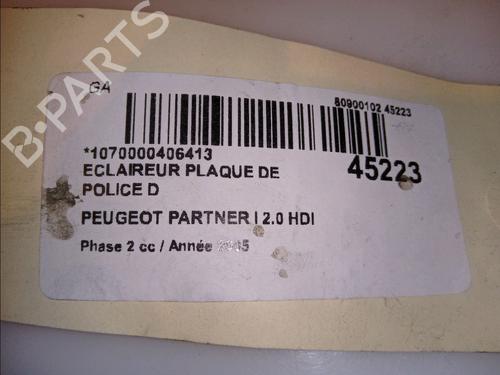 B-PARTS
GA
80900102 45223
*1070000406413
45223
ECLAIREUR PLAQUE DE
POLICE D
PEUGEOT PARTNER I 2.0 HDI
Phase 2 cc / Année